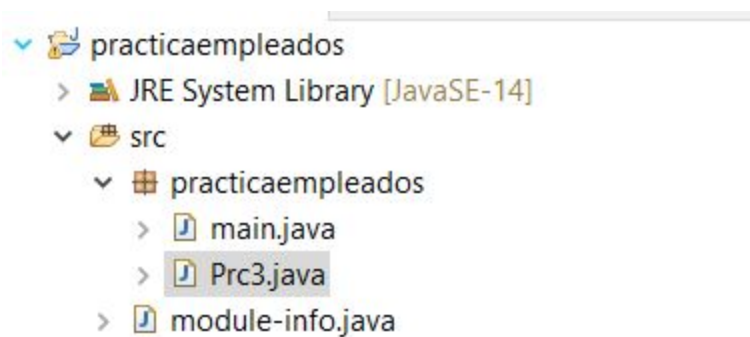 practicaempleados
JRE System Library [JavaSE-14]
src
practicaempleados
main.java
Prc3.java
module-info.java